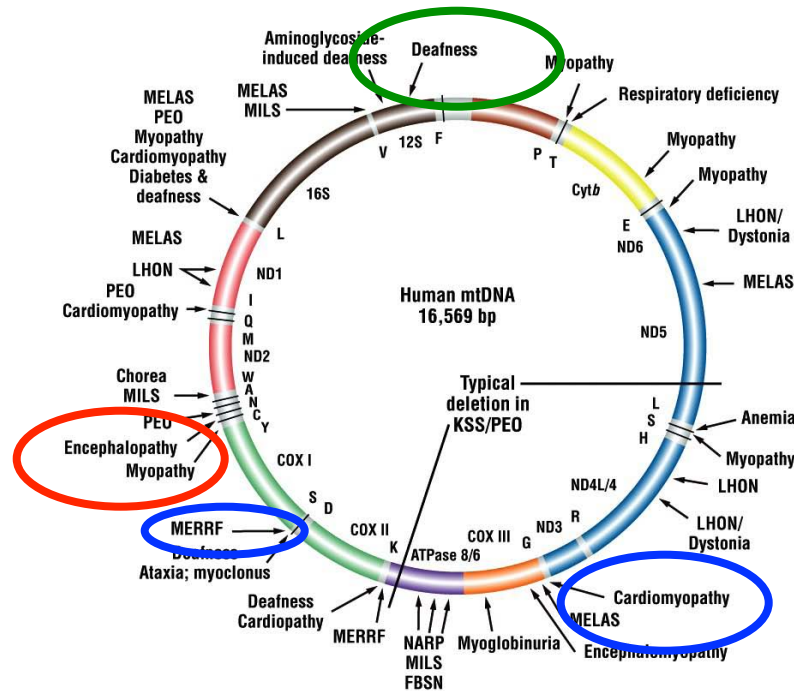 Aminoglycoside-
induced deafness
Deafness
Myopathy
Respiratory deficiency
MELAS
MILS
MELAS
PEO
Myopathy
Cardiomyopathy
Diabetes &
deafness
V
12S
F
P
T
Cytb
Myopathy
Myopathy
16S
L
E
ND6
LHON/
Dystonia
MELAS
LHON
PEO
Cardiomyopathy
ND1
I
Q
M
ND2
W
A
N
C
Y
Human mtDNA
16,569 bp
MELAS
ND5
Typical
deletion in
KSS/PEO
Chorea
MILS
PEO
Encephalopathy
Myopathy
L
S
H
Anemia
Myopathy
LHON
LHON/
Dystonia
COX I
S
D
MERRF
Deafness
Ataxia; myoclonus
COX II
K
ATPase 8/6
COX III
G
ND3
R
ND4L/4
Deafness
Cardiopathy
MERRF
NARP
MILS
FBSN
Myoglobinuria
Cardiomyopathy
MELAS
Encephalomyopathy